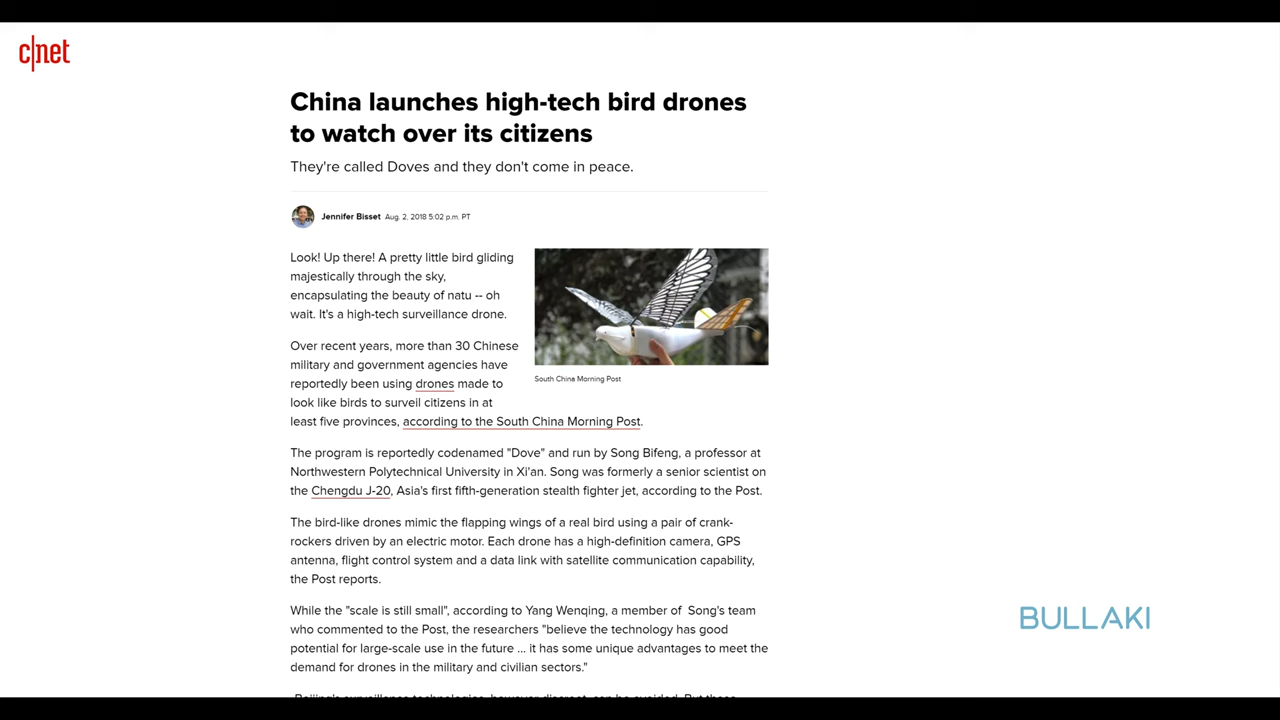 c|net
China launches high-tech bird drones
to watch over its citizens
They're called Doves and they don't come in peace.
Jennifer Bisset Aug. 2, 2018 5:02 p.m. PT
Look! Up there! A pretty little bird gliding
majestically through the sky,
encapsulating the beauty of natu -- oh
wait. It's a high-tech surveillance drone.
South China Morning Post
Over recent years, more than 30 Chinese
military and government agencies have
reportedly been using drones made to
look like birds to surveil citizens in at
least five provinces, according to the South China Morning Post.
The program is reportedly codenamed "Dove" and run by Song Bifeng, a professor at
Northwestern Polytechnical University in Xi'an. Song was formerly a senior scientist on
the Chengdu J-20, Asia's first fifth-generation stealth fighter jet, according to the Post.
The bird-like drones mimic the flapping wings of a real bird using a pair of crank-
rockers driven by an electric motor. Each drone has a high-definition camera, GPS
antenna, flight control system and a data link with satellite communication capability,
the Post reports.
While the "scale is still small", according to Yang Wenqing, a member of Song's team
who commented to the Post, the researchers "believe the technology has good
potential for large-scale use in the future ... it has some unique advantages to meet the
demand for drones in the military and civilian sectors."
BULLAKI